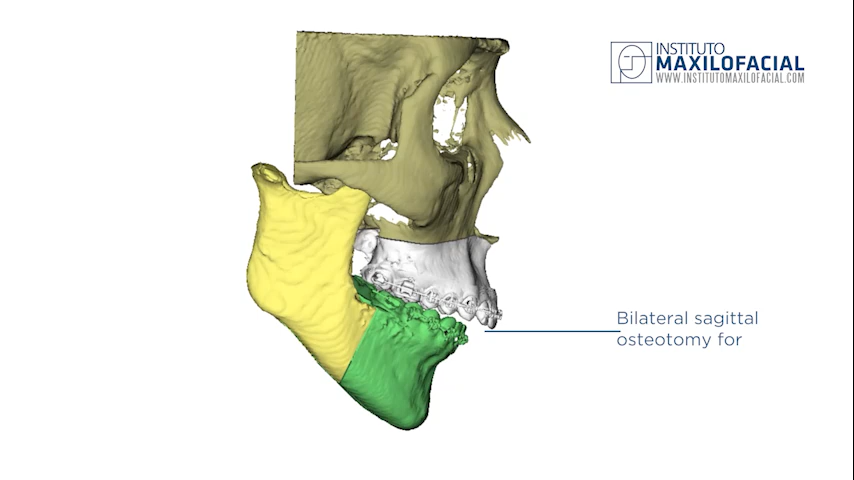 INSTITUTO
MAXILOFACIAL
WWW.INSTITUTOMAXILOFACIAL.COM
Bilateral sagittal
osteotomy for